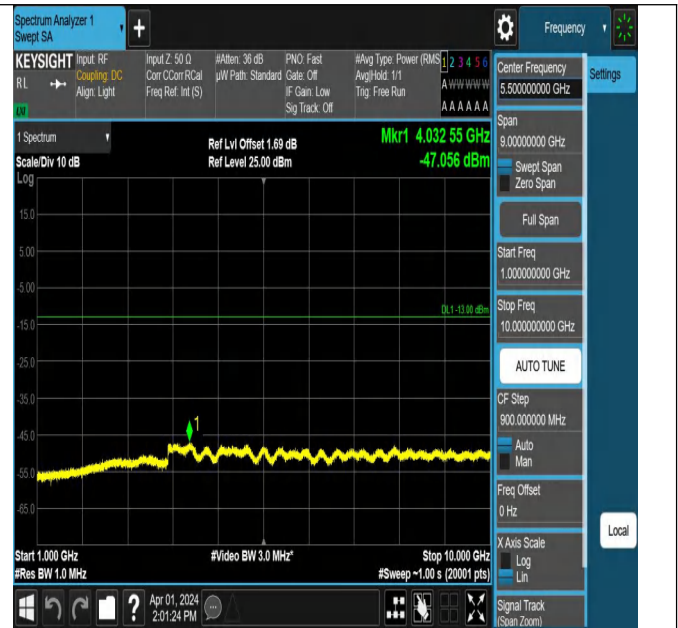 Spectrum Analyzer 1
Swept SA
+
Frequency
KEYSIGHT
RL
Input: RF
Coupling: DC
Align: Light
Input Z: 50 Ω
Corr CCorr RCal
Freq Ref: Int (S)
#Atten: 36 dB
µW Path: Standard
PNO: Fast
Gate: Off
IF Gain: Low
Sig Track: Off
#Avg Type: Power (RMS
Avg|Hold: 1/1
Trig: Free Run
1 2 3 4 5 6
A W W W W W
A A A A A A
1 Spectrum
Scale/Div 10 dB
Log
Ref Lvl Offset 1.69 dB
Ref Level 25.00 dBm
Mkr1 4.032 55 GHz
-47.056 dBm
15.0
5.00
-5.00
-15.0
-25.0
-35.0
-45.0
-55.0
-65.0
DL1 -13.00 dBm
1
Start 1.000 GHz
#Res BW 1.0 MHz
#Video BW 3.0 MHz*
Stop 10.000 GHz
#Sweep ~1.00 s (20001 pts)
?
Apr 01, 2024
2:01:24 PM
Center Frequency
5.500000000 GHz
Settings
Span
9.00000000 GHz
Swept Span
Zero Span
Full Span
Start Freq
1.000000000 GHz
Stop Freq
10.000000000 GHz
AUTO TUNE
CF Step
900.000000 MHz
Auto
Man
Freq Offset
0 Hz
X Axis Scale
Log
Lin
Signal Track
(Span Zoom)
Local